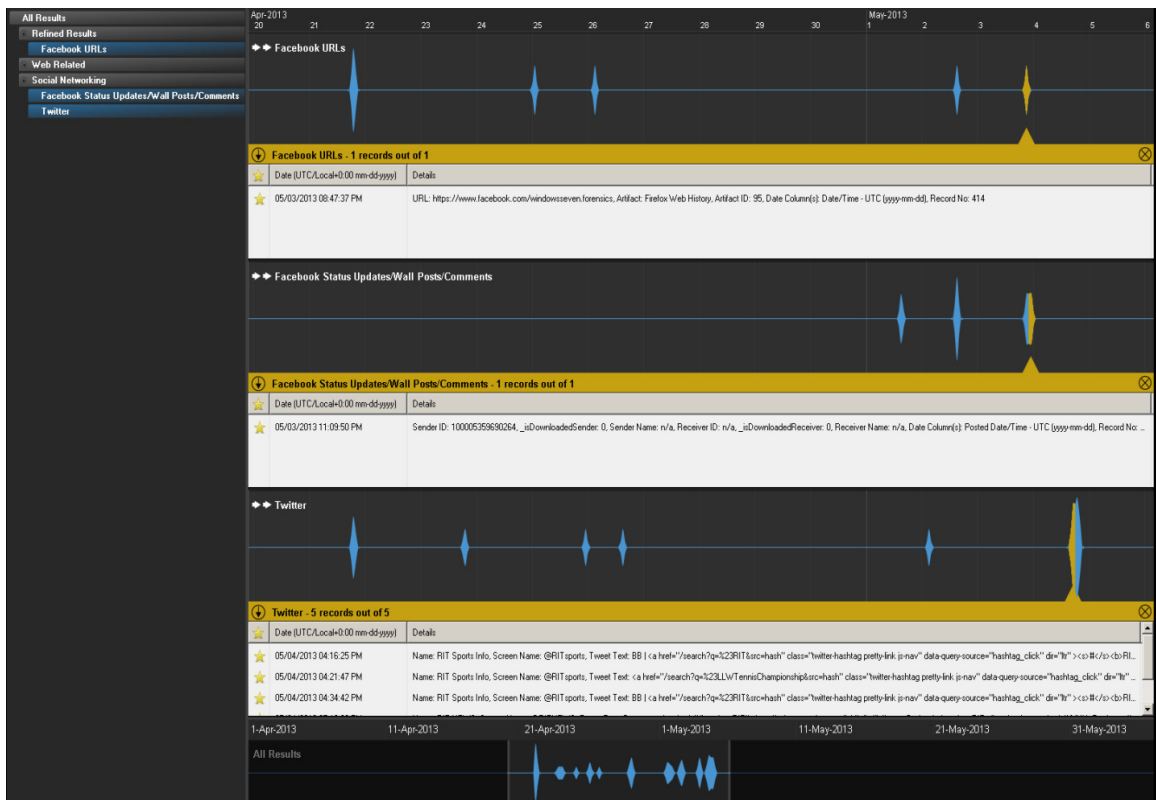 All Results
Refined Results
Facebook URLs
Web Related
Social Networking
Facebook Status Updates/Wall Posts/Comments
Twitter
Apr-2013 May-2013
20 21 22 23 24 25 26 27 28 29 30 1 2 3 4 5 6
Facebook URLs
Facebook URLs - 1 records out of 1
Date (UTC/Local+0:00 mm-dd-yyyy) Details
05/03/2013 08:47:37 PM URL: https://www.facebook.com/windowsseven.forensics, Artifact: Firefox Web History, Artifact ID: 95, Date Column(s): Date/Time - UTC (yyyy-mm-dd), Record No: 414
Facebook Status Updates/Wall Posts/Comments
Facebook Status Updates/Wall Posts/Comments - 1 records out of 1
Date (UTC/Local+0:00 mm-dd-yyyy) Details
05/03/2013 11:09:50 PM Sender ID: 100005359690264, _isDownloadedSender: 0, Sender Name: n/a, Receiver ID: n/a, _isDownloadedReceiver: 0, Receiver Name: n/a, Date Column(s): Posted Date/Time - UTC (yyyy-mm-dd), Record No: ...
Twitter
Twitter - 5 records out of 5
Date (UTC/Local+0:00 mm-dd-yyyy) Details
05/04/2013 04:16:25 PM Name: RIT Sports Info, Screen Name: @RITsports, Tweet Text: BB | <a href="/search?q=%23RIT&src=hash" class="twitter-hashtag pretty-link js-nav" data-query-source="hashtag_click" dir="ltr" ><s>#</s><b>RI...
05/04/2013 04:21:47 PM Name: RIT Sports Info, Screen Name: @RITsports, Tweet Text: <a href="/search?q=%23LLWTennisChampionship&src=hash" class="twitter-hashtag pretty-link js-nav" data-query-source="hashtag_click" dir="ltr" ...
05/04/2013 04:34:42 PM Name: RIT Sports Info, Screen Name: @RITsports, Tweet Text: BB | <a href="/search?q=%23RIT&src=hash" class="twitter-hashtag pretty-link js-nav" data-query-source="hashtag_click" dir="ltr" ><s>#</s><b>RI...
1-Apr-2013 11-Apr-2013 21-Apr-2013 1-May-2013 11-May-2013 21-May-2013 31-May-2013
All Results